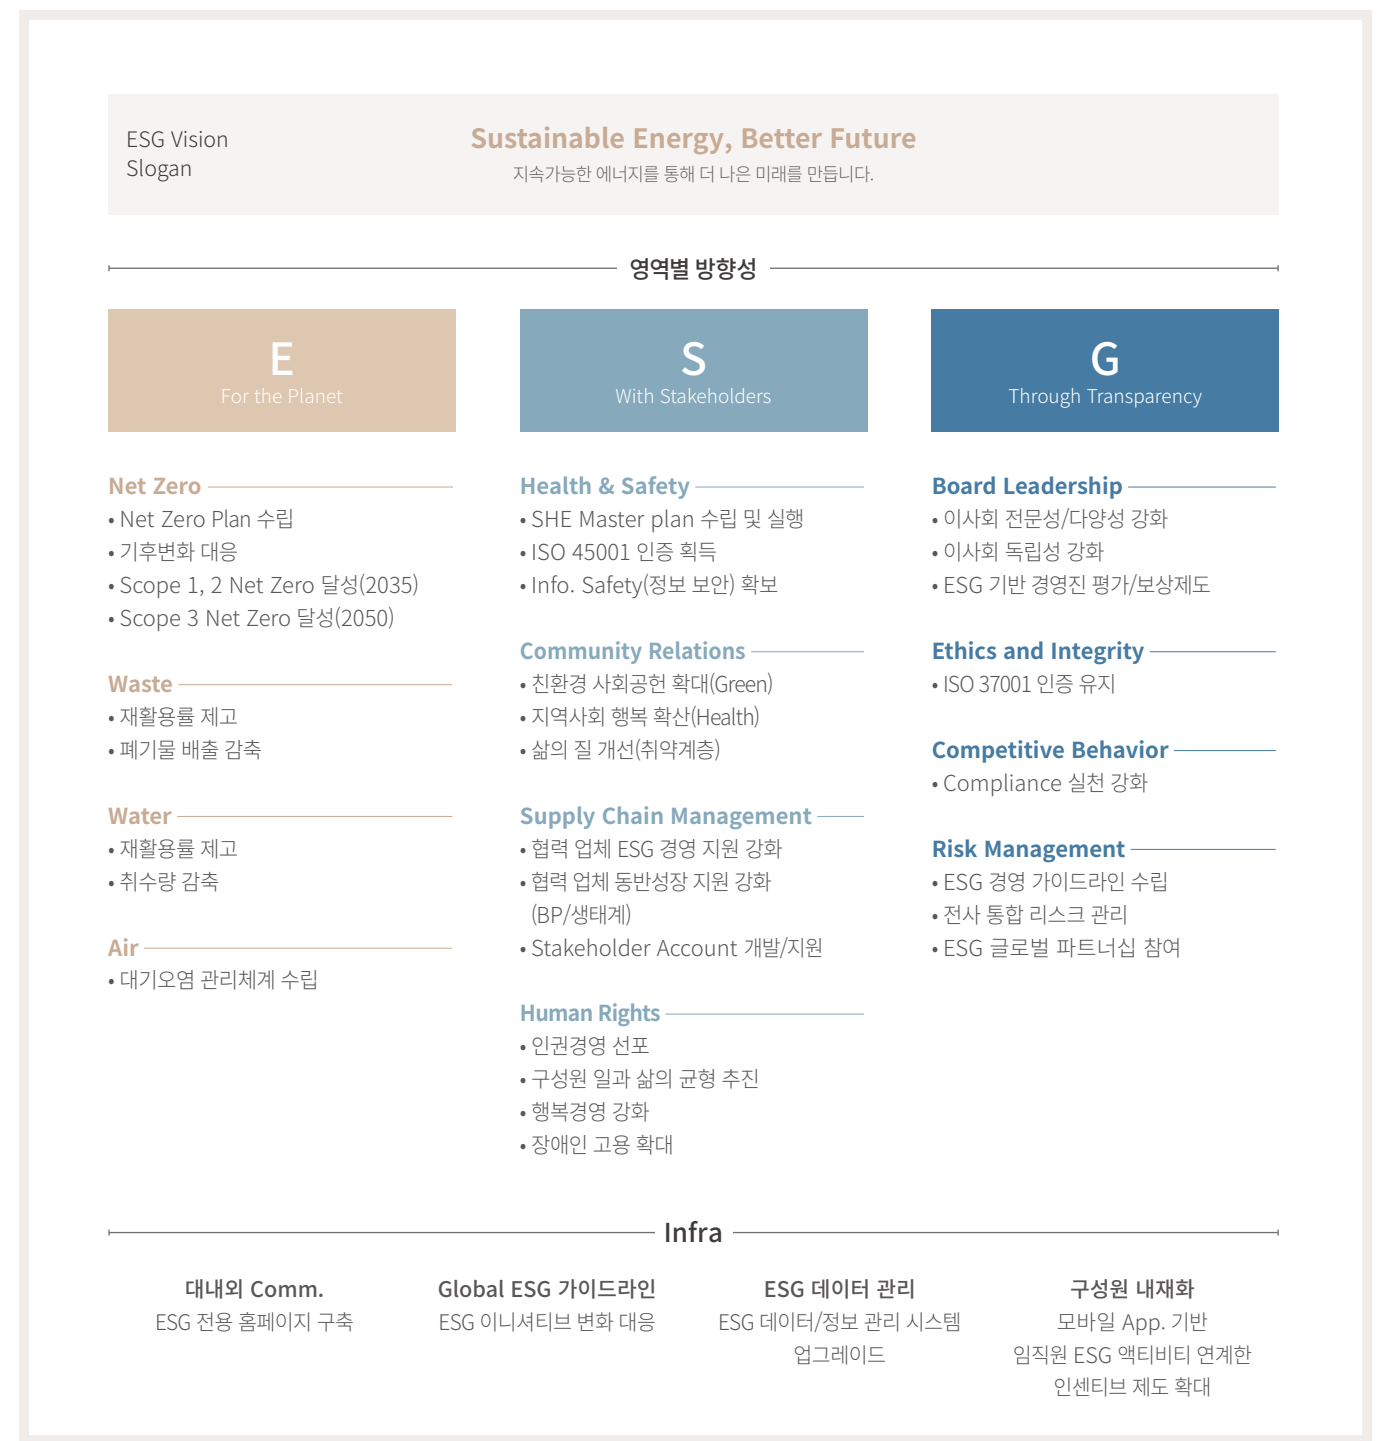 ESG Vision
Slogan
Sustainable Energy, Better Future
지속가능한 에너지를 통해 더 나은 미래를 만듭니다.
영역별 방향성
E
For the Planet
Net Zero
• Net Zero Plan 수립
• 기후변화 대응
• Scope 1, 2 Net Zero 달성(2035)
• Scope 3 Net Zero 달성(2050)
Waste
• 재활용률 제고
• 폐기물 배출 감축
Water
• 재활용률 제고
• 취수량 감축
Air
• 대기오염 관리체계 수립
S
With Stakeholders
Health & Safety
• SHE Master plan 수립 및 실행
• ISO 45001 인증 획득
• Info. Safety(정보 보안) 확보
Community Relations
• 친환경 사회공헌 확대(Green)
• 지역사회 행복 확산(Health)
• 삶의 질 개선(취약계층)
Supply Chain Management
• 협력 업체 ESG 경영 지원 강화
• 협력 업체 동반성장 지원 강화
(BP/생태계)
• Stakeholder Account 개발/지원
Human Rights
• 인권경영 선포
• 구성원 일과 삶의 균형 추진
• 행복경영 강화
• 장애인 고용 확대
G
Through Transparency
Board Leadership
• 이사회 전문성/다양성 강화
• 이사회 독립성 강화
• ESG 기반 경영진 평가/보상제도
Ethics and Integrity
• ISO 37001 인증 유지
Competitive Behavior
• Compliance 실천 강화
Risk Management
• ESG 경영 가이드라인 수립
• 전사 통합 리스크 관리
• ESG 글로벌 파트너십 참여
Infra
대내외 Comm.
ESG 전용 홈페이지 구축
Global ESG 가이드라인
ESG 이니셔티브 변화 대응
ESG 데이터 관리
ESG 데이터/정보 관리 시스템
업그레이드
구성원 내재화
모바일 App. 기반
임직원 ESG 액티비티 연계한
인센티브 제도 확대